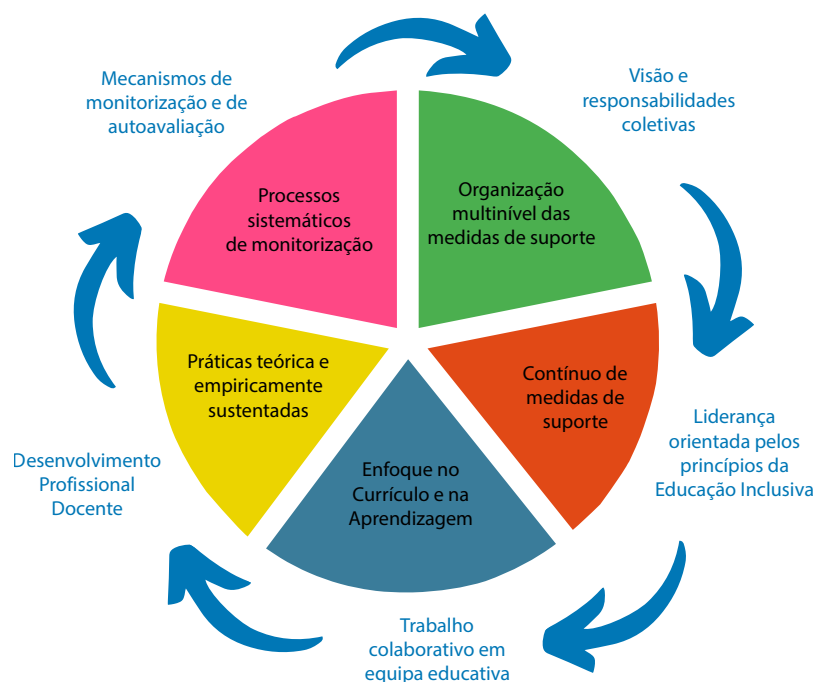 Mecanismos de
monitorização e de
autoavaliação
Visão e
responsabilidades
coletivas
Processos
sistemáticos
de monitorização
Organização
multinível das
medidas de suporte
Práticas teórica e
empiricamente
sustentadas
Contínuo de
medidas de
suporte
Enfoque no
Currículo e na
Aprendizagem
Liderança
orientada pelos
princípios da
Educação Inclusiva
Desenvolvimento
Profissional
Docente
Trabalho
colaborativo em
equipa educativa